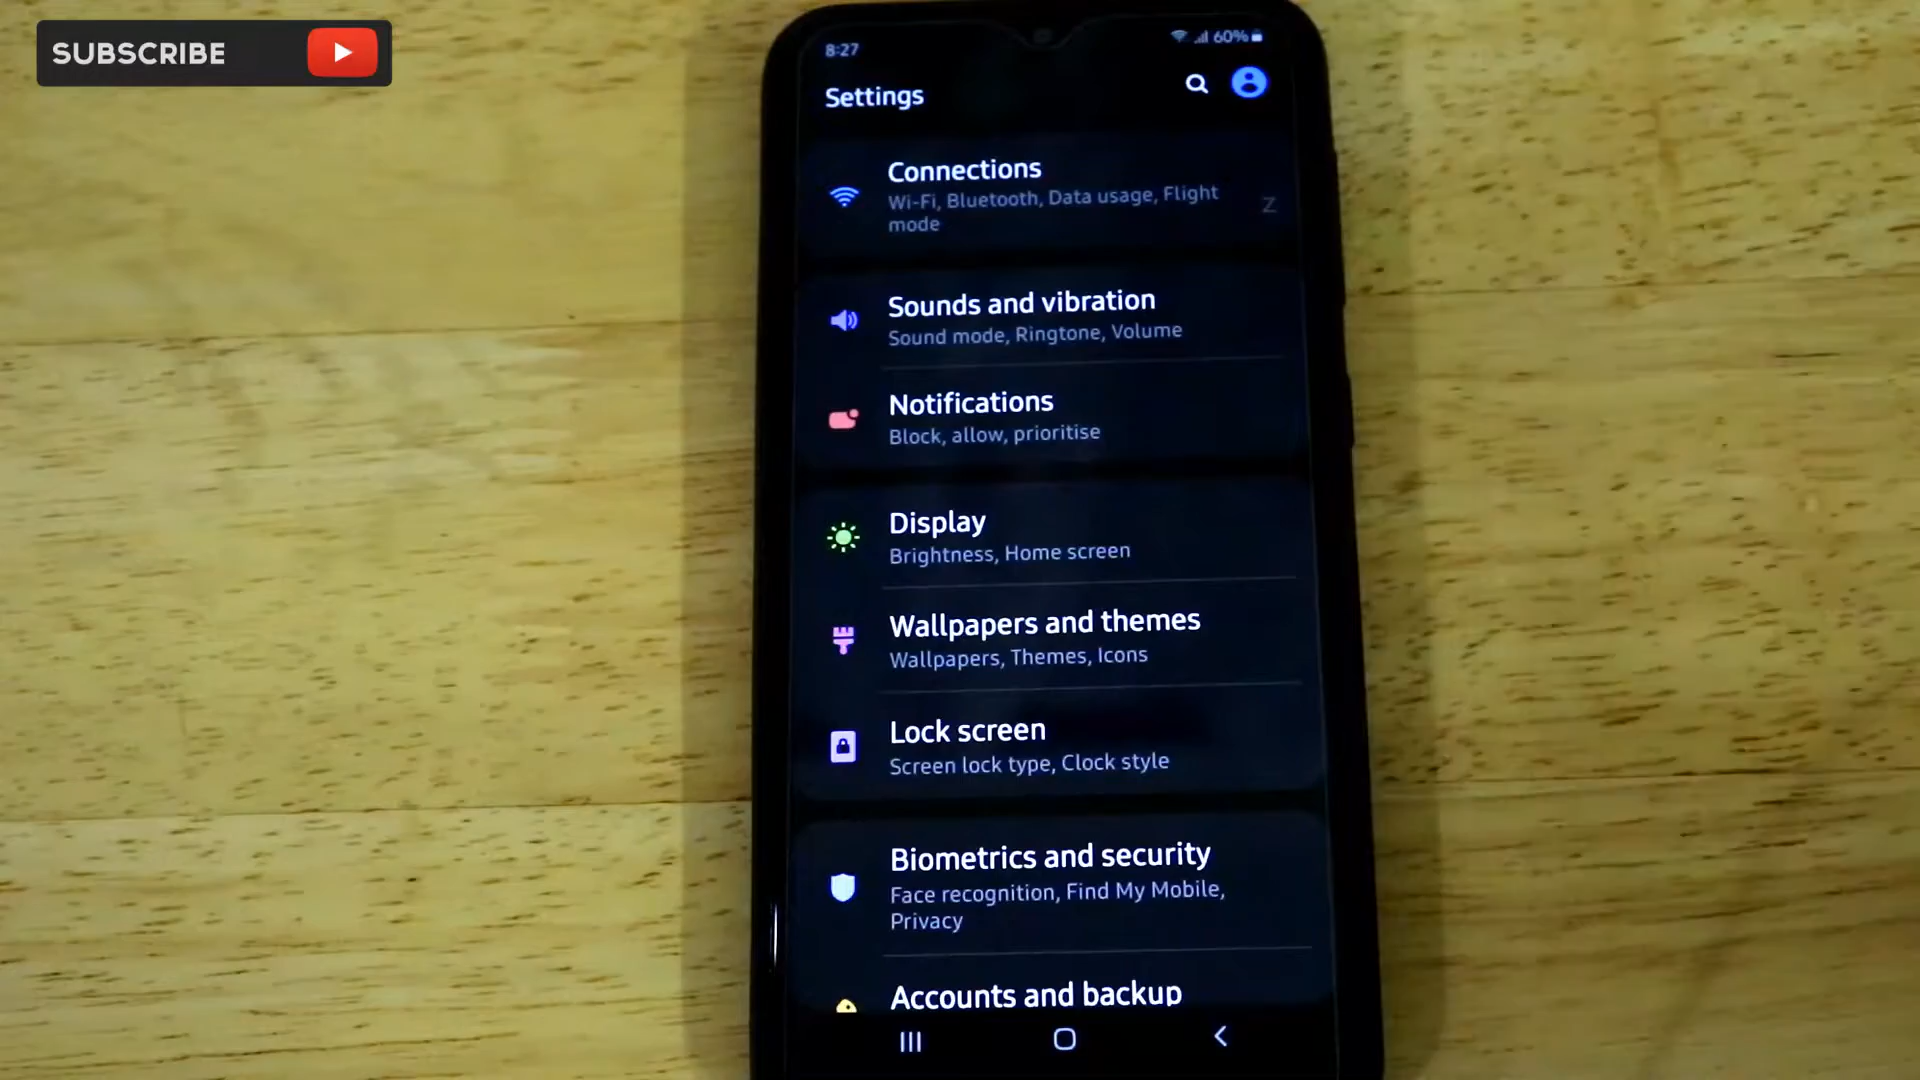 SUBSCRIBE
8:27
60%
Settings
Connections
Wi-Fi, Bluetooth, Data usage, Flight
mode
Z
Sounds and vibration
Sound mode, Ringtone, Volume
Notifications
Block, allow, prioritise
Display
Brightness, Home screen
Wallpapers and themes
Wallpapers, Themes, Icons
Lock screen
Screen lock type, Clock style
Biometrics and security
Face recognition, Find My Mobile,
Privacy
Accounts and backup